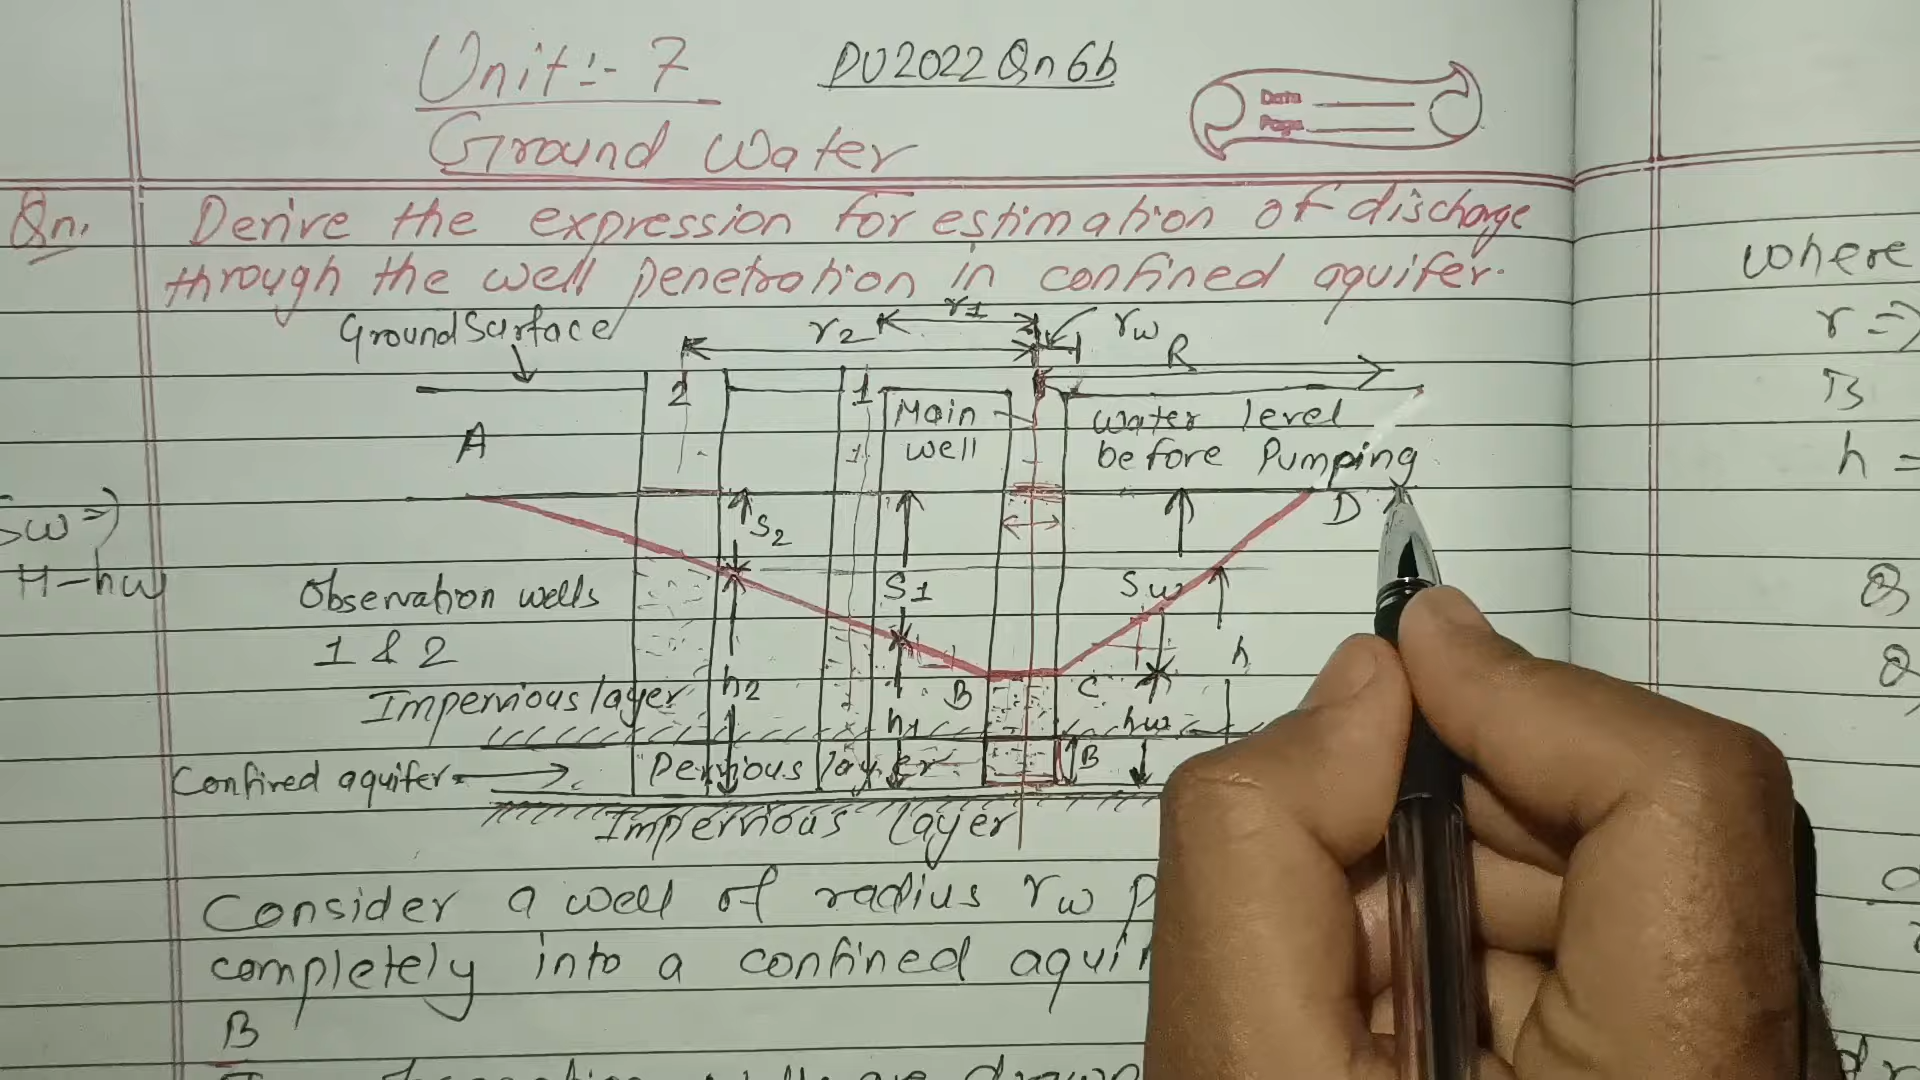 Unit:- 7
PU2022 Qn 6b
Ground Water
Date
Page
Qn. Derive the expression for estimation of discharge
through the well penetration in confined aquifer.
Ground Surface
r2
r1
rw
R
2
1
Main
well
A
1
water level
before Pumping
D
S2
S1
Sw
Sw =>
H-hw
Observation wells
1 & 2
h2
h1
h
B
C
hw
Impervious layer
Confined aquifer
Pervious layer
B
Impervious layer
Consider a well of radius rw
completely into a confined
B
where
r =>
B
h =